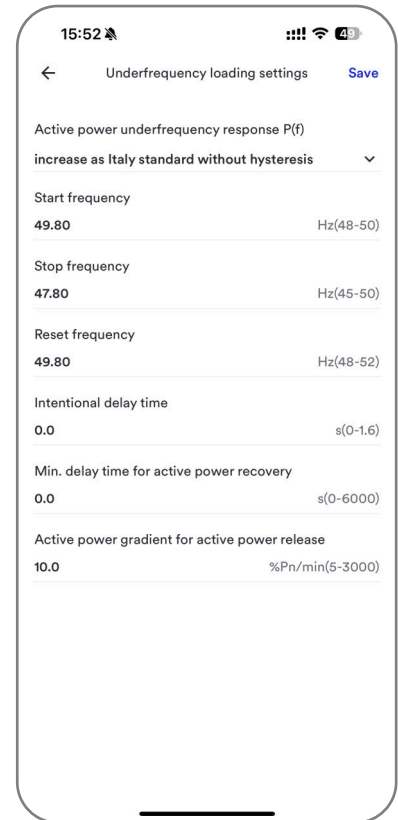 15:52 49
Underfrequency loading settings Save
Active power underfrequency response P(f)
increase as Italy standard without hysteresis
Start frequency
49.80 Hz(48-50)
Stop frequency
47.80 Hz(45-50)
Reset frequency
49.80 Hz(48-52)
Intentional delay time
0.0 s(0-1.6)
Min. delay time for active power recovery
0.0 s(0-6000)
Active power gradient for active power release
10.0 %Pn/min(5-3000)